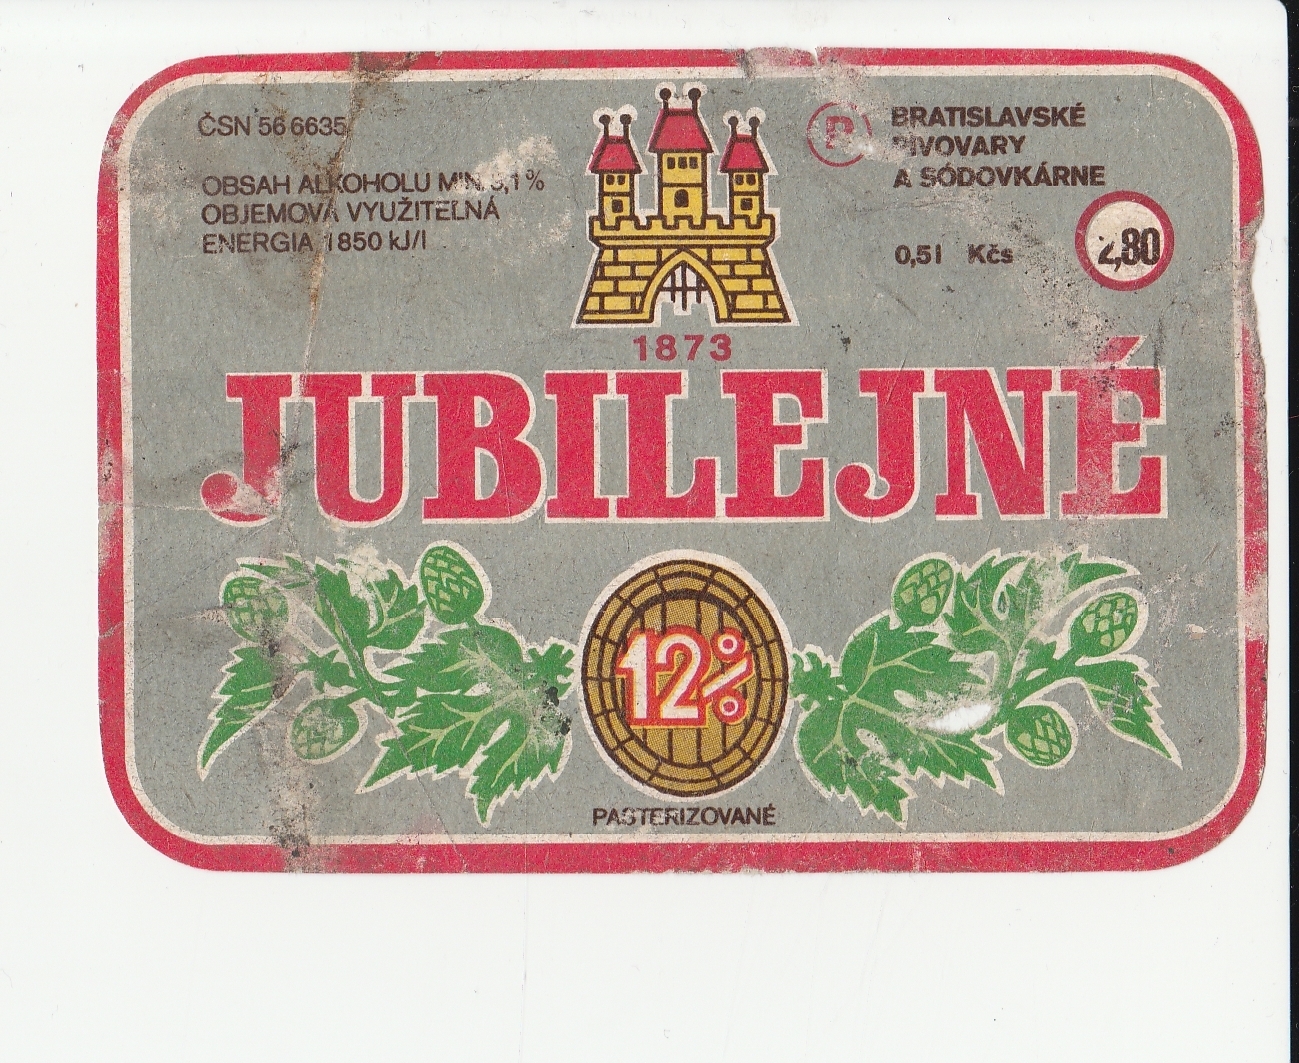 ČSN 56 6635
OBSAH ALKOHOLU MIN. 3,1%
OBJEMOVÁ VYUŽITEĽNÁ
ENERGIA 1850 kJ/l
BRATISLAVSKÉ
PIVOVARY
A SÓDOVKÁRNE
0,5l Kčs 2,80
1873
JUBILEJNÉ
12%
PASTERIZOVANÉ